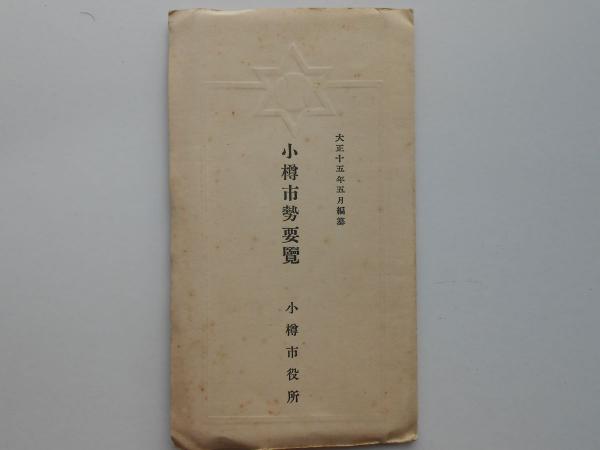 大正十五年五月編纂
小樽市勢要覽
小樽市役所